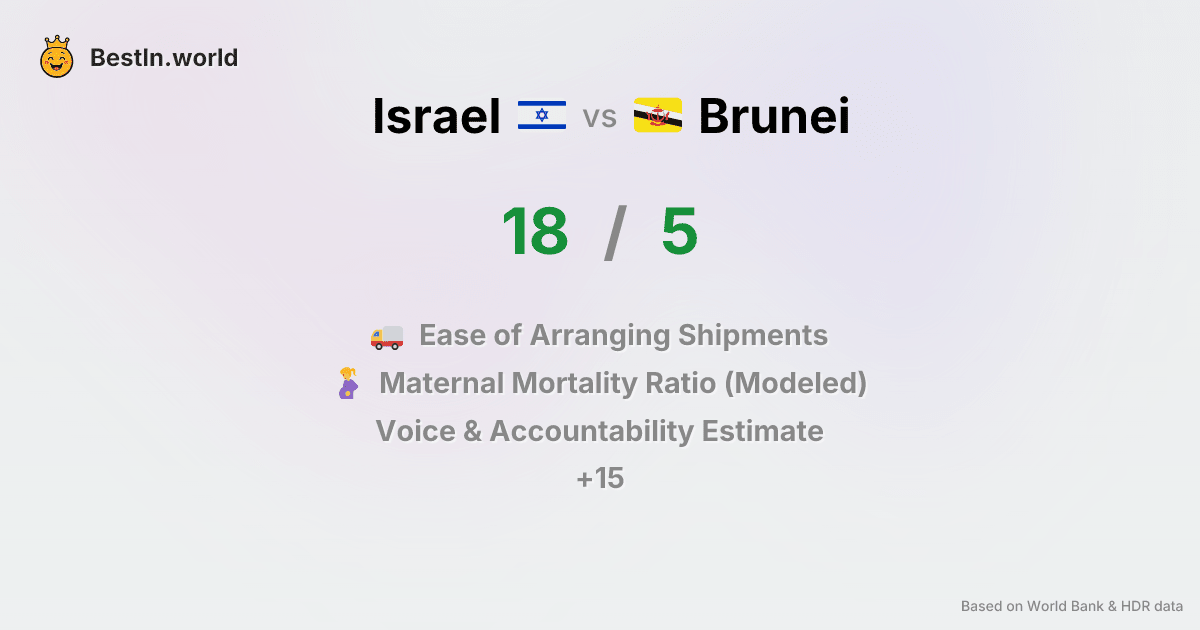 BestIn.world
Israel vs Brunei
18 / 5
Ease of Arranging Shipments
Maternal Mortality Ratio (Modeled)
Voice & Accountability Estimate
+15
Based on World Bank & HDR data